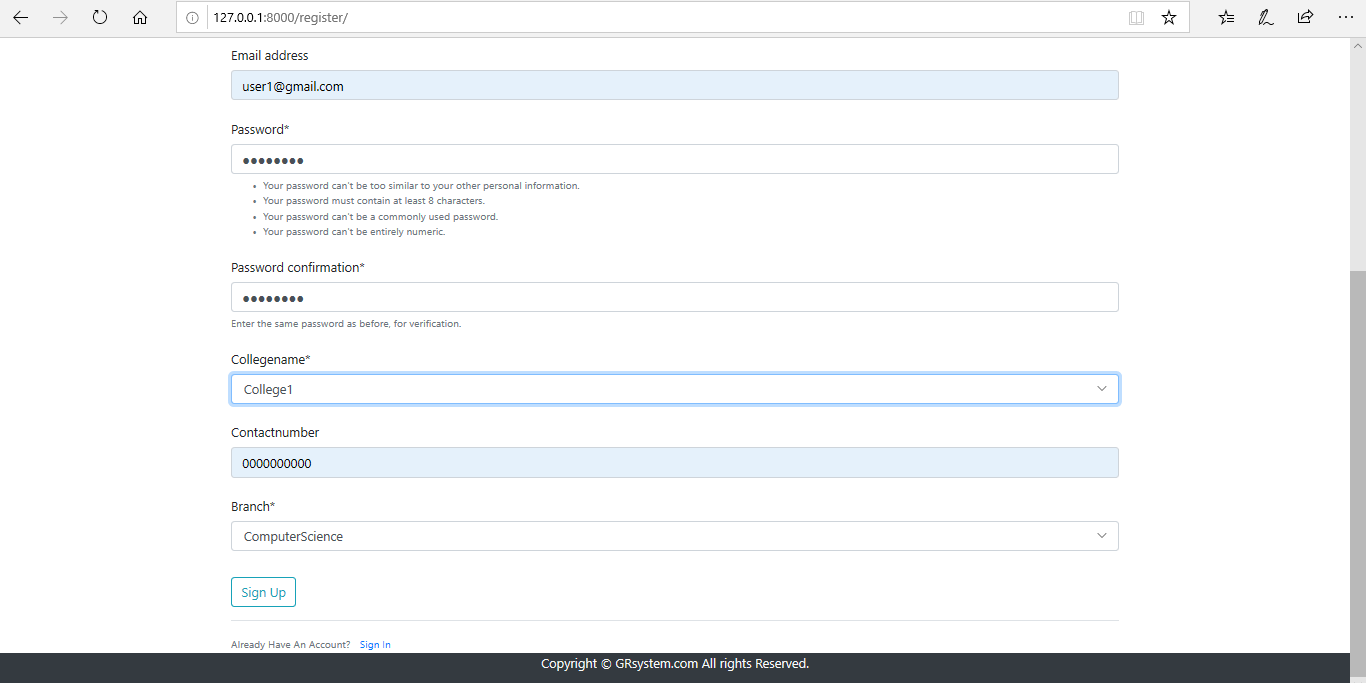 127.0.0.1:8000/register/
Email address
user1@gmail.com
Password*
●●●●●●●●
• Your password can't be too similar to your other personal information.
• Your password must contain at least 8 characters.
• Your password can't be a commonly used password.
• Your password can't be entirely numeric.
Password confirmation*
●●●●●●●●
Enter the same password as before, for verification.
Collegename*
College1
Contactnumber
0000000000
Branch*
ComputerScience
Sign Up
Already Have An Account? Sign In
Copyright © GRsystem.com All rights Reserved.